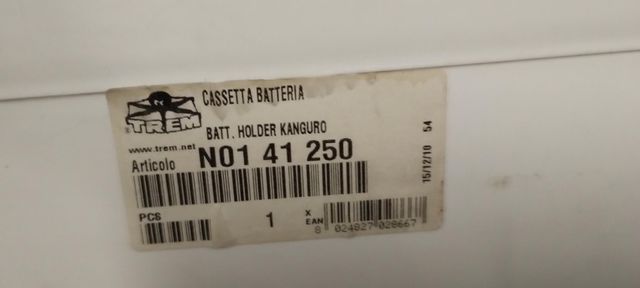 CASSETTA BATTERIA
®TREM
BATT. HOLDER KANGURO
www.trem.net
Articolo N01 41 250
15/12/10 54
PCS 1 X
EAN
8 024827 028667